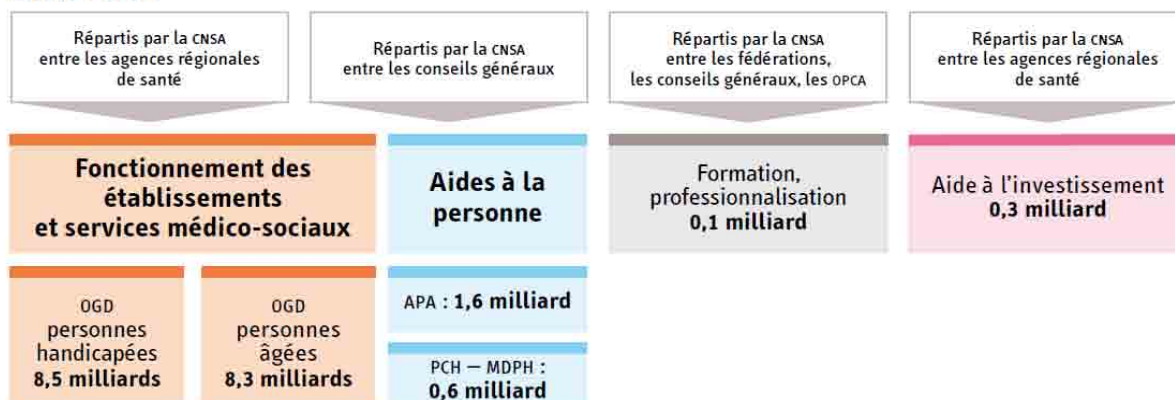 Répartis par la CNSA
entre les agences régionales
de santé
Répartis par la CNSA
entre les conseils généraux
Répartis par la CNSA
entre les fédérations,
les conseils généraux, les OPCA
Répartis par la CNSA
entre les agences régionales
de santé
Fonctionnement des
établissements
et services médico-sociaux
Aides à la
personne
Formation,
professionnalisation
0,1 milliard
Aide à l'investissement
0,3 milliard
OGD
personnes
handicapées
8,5 milliards
OGD
personnes
âgées
8,3 milliards
APA : 1,6 milliard
PCH – MDPH :
0,6 milliard